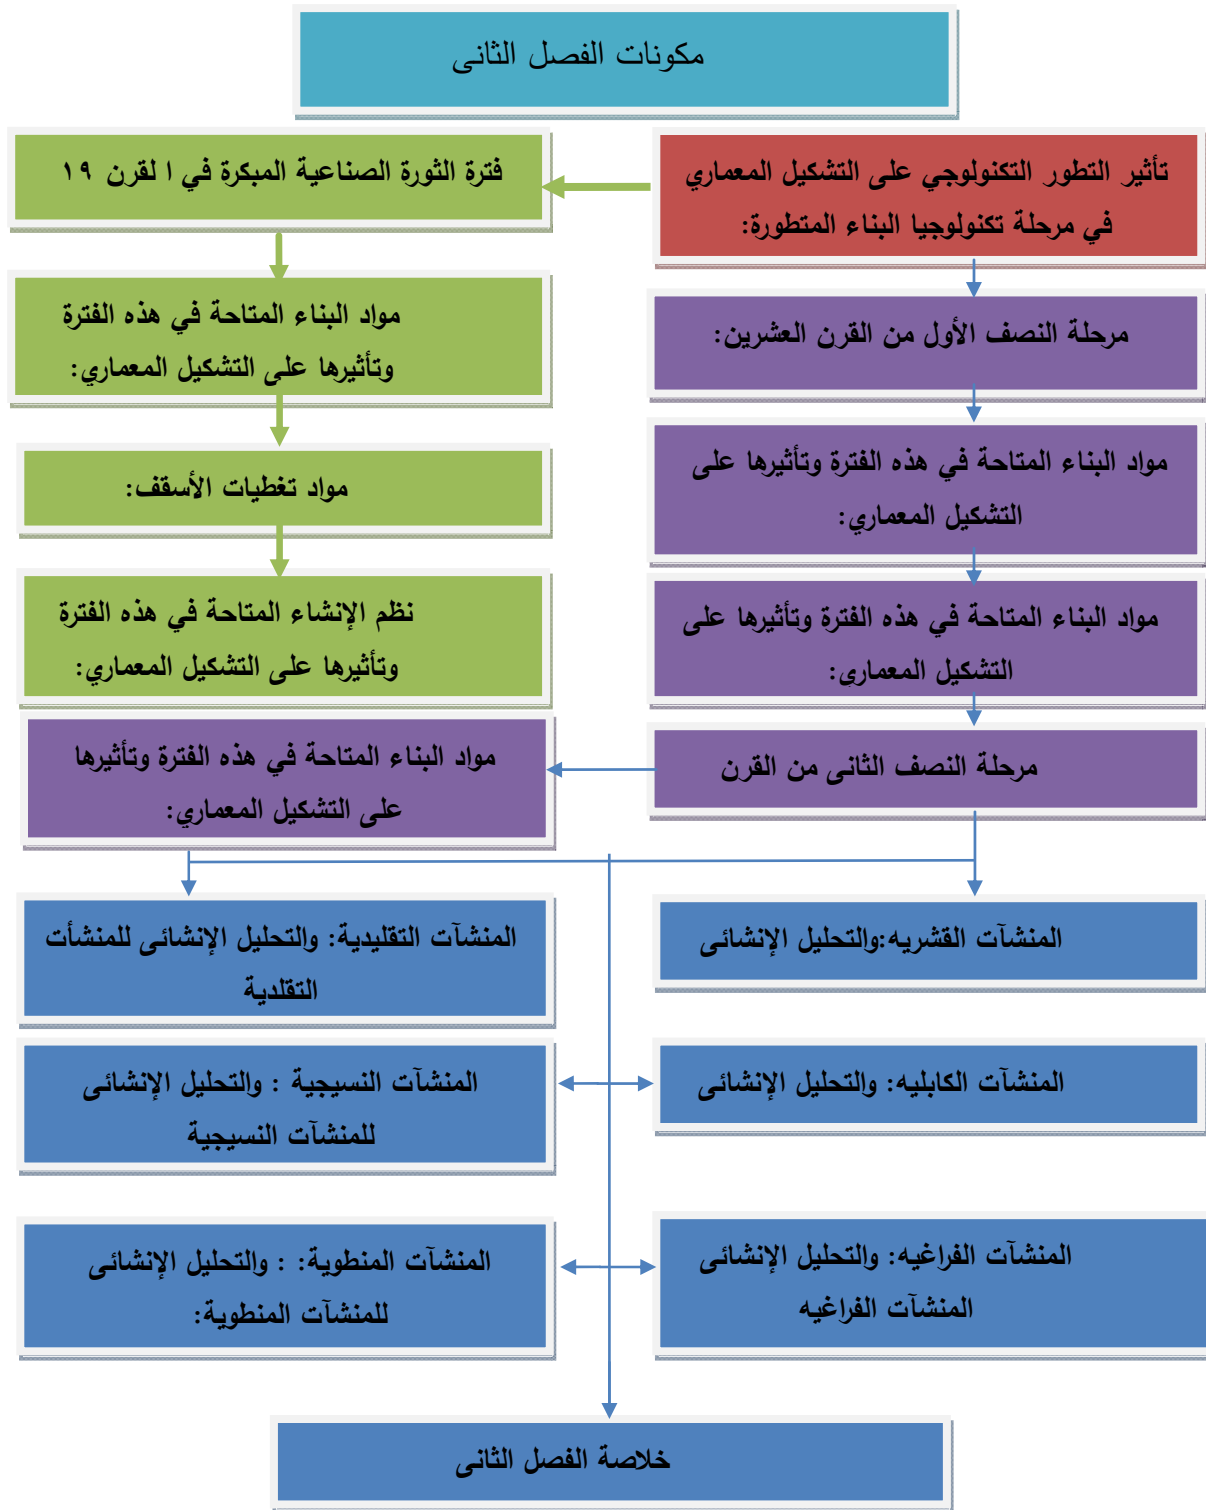 مكونات الفصل الثانى
تأثير التطور التكنولوجي على التشكيل المعماري
في مرحلة تكنولوجيا البناء المتطورة:
فترة الثورة الصناعية المبكرة في ا لقرن ١٩
مواد البناء المتاحة في هذه الفترة
وتأثيرها على التشكيل المعماري:
مواد تغطيات الأسقف:
نظم الإنشاء المتاحة في هذه الفترة
وتأثيرها على التشكيل المعماري:
مرحلة النصف الأول من القرن العشرين:
مواد البناء المتاحة في هذه الفترة وتأثيرها على
التشكيل المعماري:
مواد البناء المتاحة في هذه الفترة وتأثيرها على
التشكيل المعماري:
مرحلة النصف الثانى من القرن
مواد البناء المتاحة في هذه الفترة وتأثيرها
على التشكيل المعماري:
المنشآت القشريه:والتحليل الإنشائى
المنشآت التقليدية: والتحليل الإنشائى للمنشأت
التقلدية
المنشآت الكابليه: والتحليل الإنشائى
المنشآت النسيجية : والتحليل الإنشائى
للمنشآت النسيجية
المنشآت الفراغيه: والتحليل الإنشائى
المنشآت الفراغيه
المنشآت المنطوية: : والتحليل الإنشائى
للمنشآت المنطوية:
خلاصة الفصل الثانى